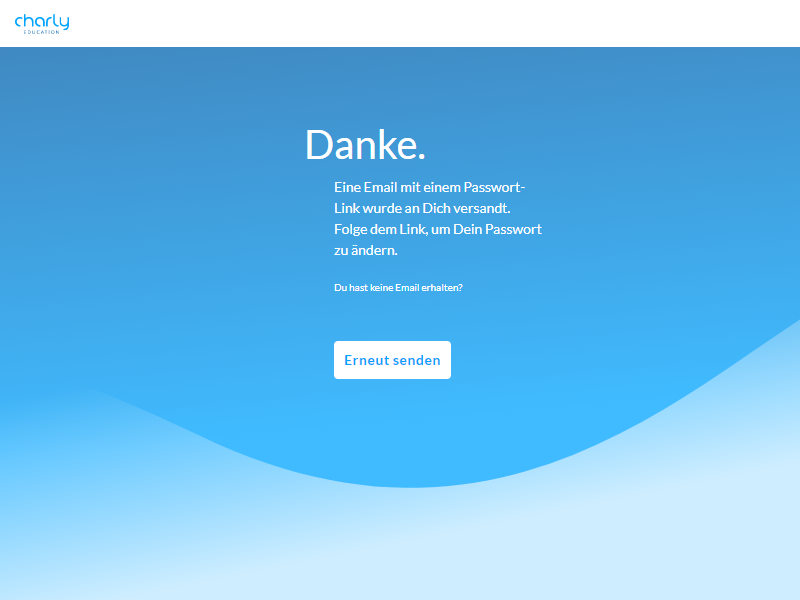 charly
EDUCATION
Danke.
Eine Email mit einem Passwort-
Link wurde an Dich versandt.
Folge dem Link, um Dein Passwort
zu ändern.
Du hast keine Email erhalten?
Erneut senden